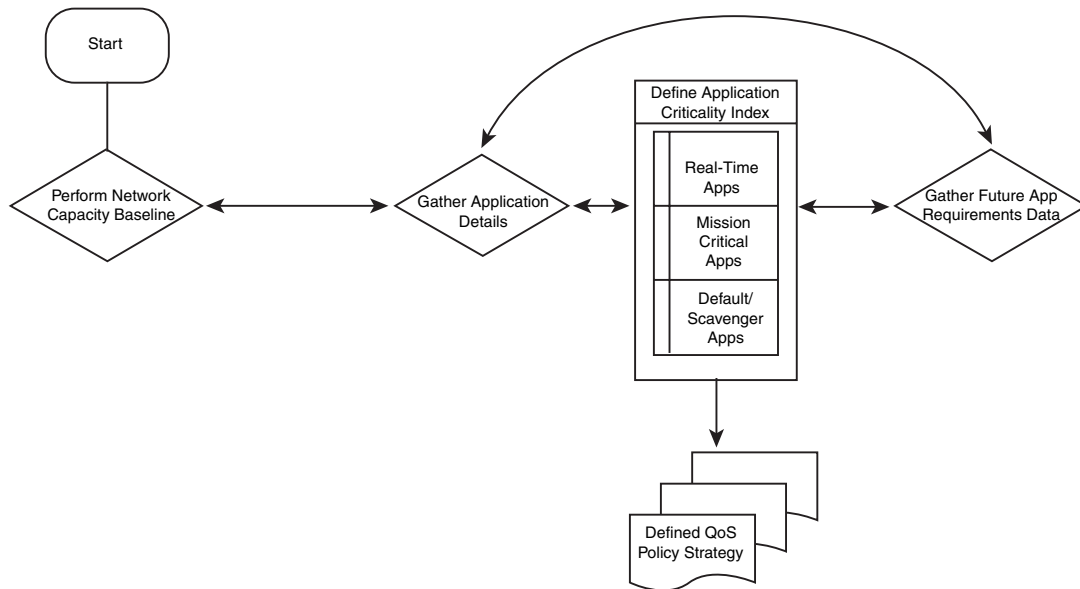 Start
Perform Network
Capacity Baseline
Gather Application
Details
Define Application
Criticality Index
Real-Time
Apps
Mission
Critical
Apps
Default/
Scavenger
Apps
Gather Future App
Requirements Data
Defined QoS
Policy Strategy